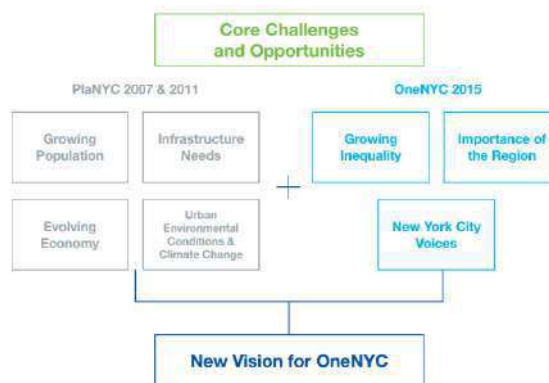 Core Challenges
and Opportunities
PlaNYC 2007 & 2011
Growing
Population
Infrastructure
Needs
Evolving
Economy
Urban
Environmental
Conditions &
Climate Change
+
OneNYC 2015
Growing
Inequality
Importance of
the Region
New York City
Voices
New Vision for OneNYC